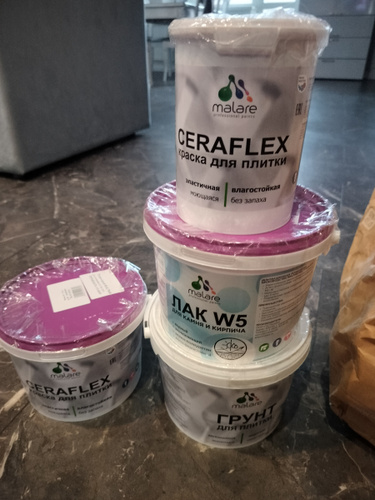 malare
professional paints
CERAFLEX
краска для плитки
эластичная
моющаяся
влагостойкая
без запаха
malare
ЛАК W5
ДЛЯ КАМНЯ И КИРПИЧА
malare
CERAFLEX
краска для плитки
malare
ГРУНТ
ДЛЯ ПЛИТКИ